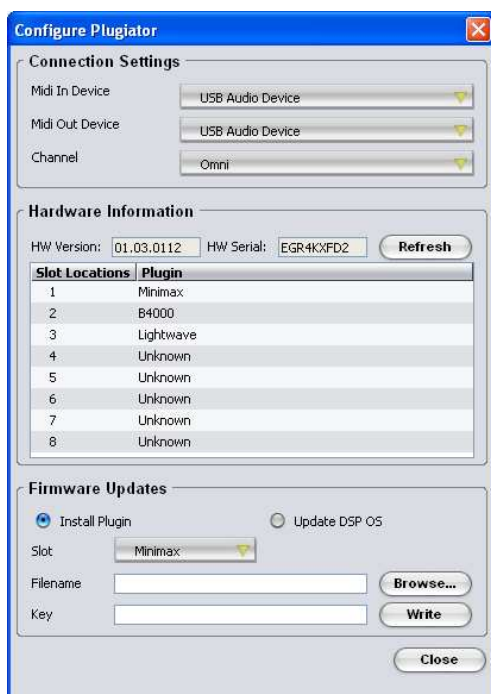 Configure Plugiator
Connection Settings
Midi In Device USB Audio Device
Midi Out Device USB Audio Device
Channel Omni
Hardware Information
HW Version: 01.03.0112 HW Serial: EGR4KXFD2 Refresh
Slot Locations Plugin
1 Minimax
2 B4000
3 Lightwave
4 Unknown
5 Unknown
6 Unknown
7 Unknown
8 Unknown
Firmware Updates
Install Plugin Update DSP OS
Slot Minimax
Filename Browse...
Key Write
Close